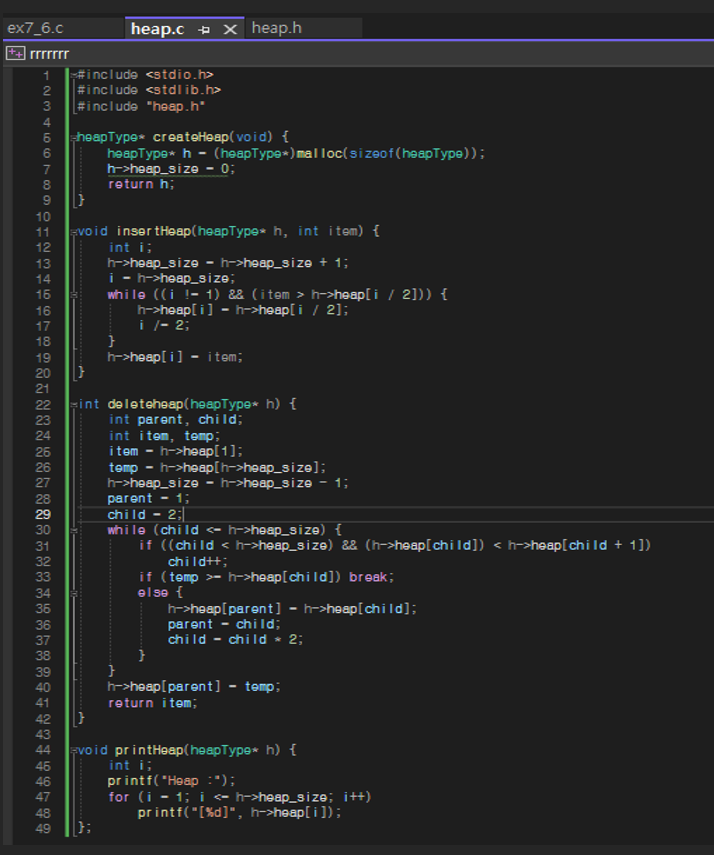 ex7_6.c heap.c heap.h
rrrrrrr
1 #include <stdio.h>
2 #include <stdlib.h>
3 #include "heap.h"
4
5 heapType* createHeap(void) {
6 heapType* h = (heapType*)malloc(sizeof(heapType));
7 h->heap_size = 0;
8 return h;
9 }
10
11 void insertHeap(heapType* h, int item) {
12 int i;
13 h->heap_size = h->heap_size + 1;
14 i = h->heap_size;
15 while ((i != 1) && (item > h->heap[i / 2])) {
16 h->heap[i] = h->heap[i / 2];
17 i /= 2;
18 }
19 h->heap[i] = item;
20 }
21
22 int deleteheap(heapType* h) {
23 int parent, child;
24 int item, temp;
25 item = h->heap[1];
26 temp = h->heap[h->heap_size];
27 h->heap_size = h->heap_size - 1;
28 parent = 1;
29 child = 2;
30 while (child <= h->heap_size) {
31 if ((child < h->heap_size) && (h->heap[child]) < h->heap[child + 1])
32 child++;
33 if (temp >= h->heap[child]) break;
34 else {
35 h->heap[parent] = h->heap[child];
36 parent = child;
37 child = child * 2;
38 }
39 }
40 h->heap[parent] = temp;
41 return item;
42 }
43
44 void printHeap(heapType* h) {
45 int i;
46 printf("Heap :");
47 for (i = 1; i <= h->heap_size; i++)
48 printf("[%d]", h->heap[i]);
49 };